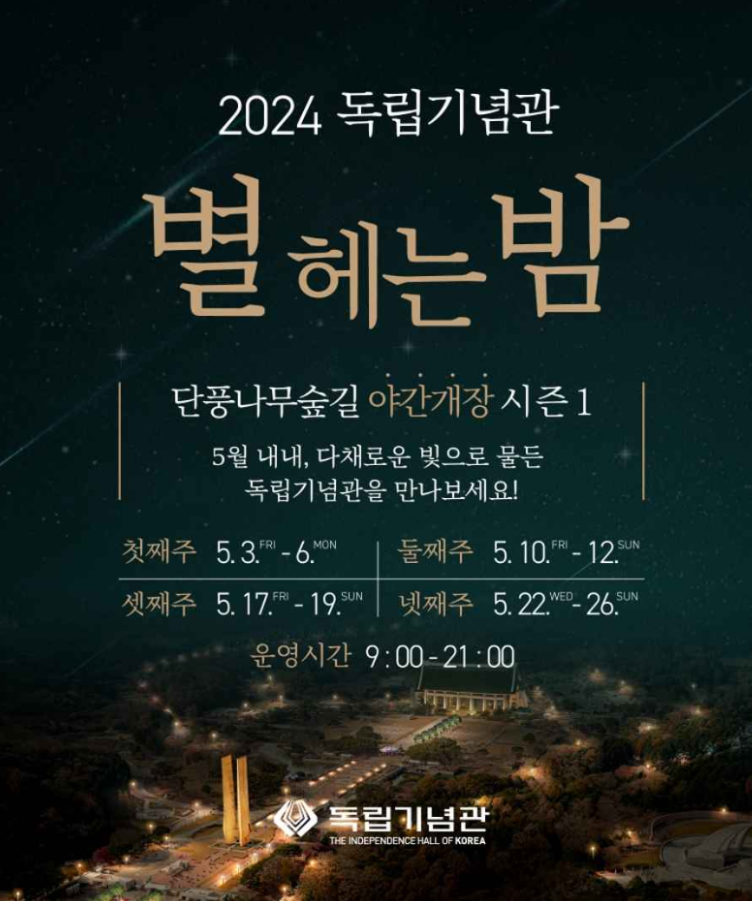 2024 독립기념관
별 헤는 밤
단풍나무숲길 야간개장 시즌 1
5월 내내, 다채로운 빛으로 물든
독립기념관을 만나보세요!
첫째주 5. 3.FRI - 6.MON
둘째주 5. 10.FRI - 12.SUN
셋째주 5. 17.FRI - 19.SUN
넷째주 5. 22.WED - 26.SUN
운영시간 9:00 - 21:00
독립기념관
THE INDEPENDENCE HALL OF KOREA